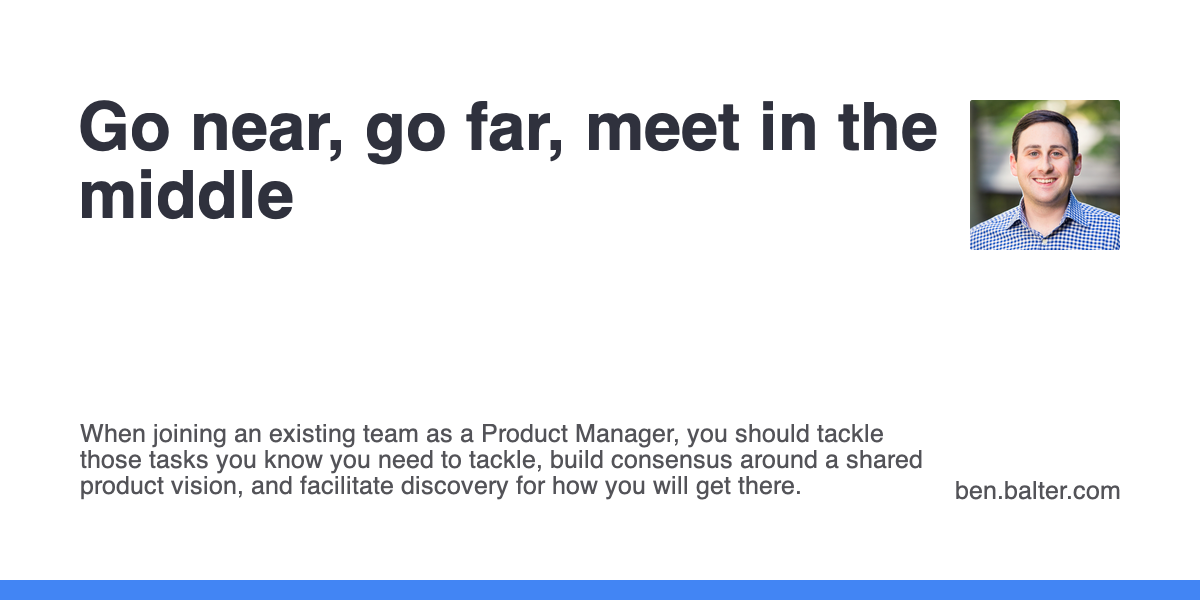 Go near, go far, meet in the
middle
When joining an existing team as a Product Manager, you should tackle
those tasks you know you need to tackle, build consensus around a shared
product vision, and facilitate discovery for how you will get there.
ben.balter.com